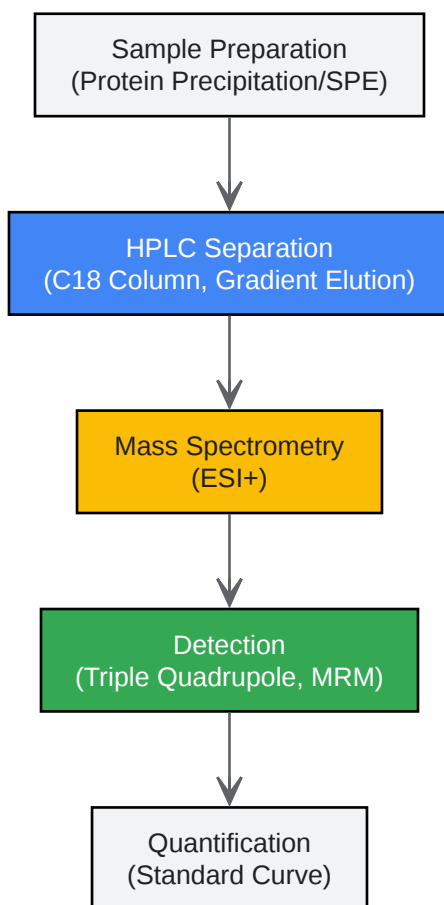 Sample Preparation
(Protein Precipitation/SPE)
HPLC Separation
(C18 Column, Gradient Elution)
Mass Spectrometry
(ESI+)
Detection
(Triple Quadrupole, MRM)
Quantification
(Standard Curve)